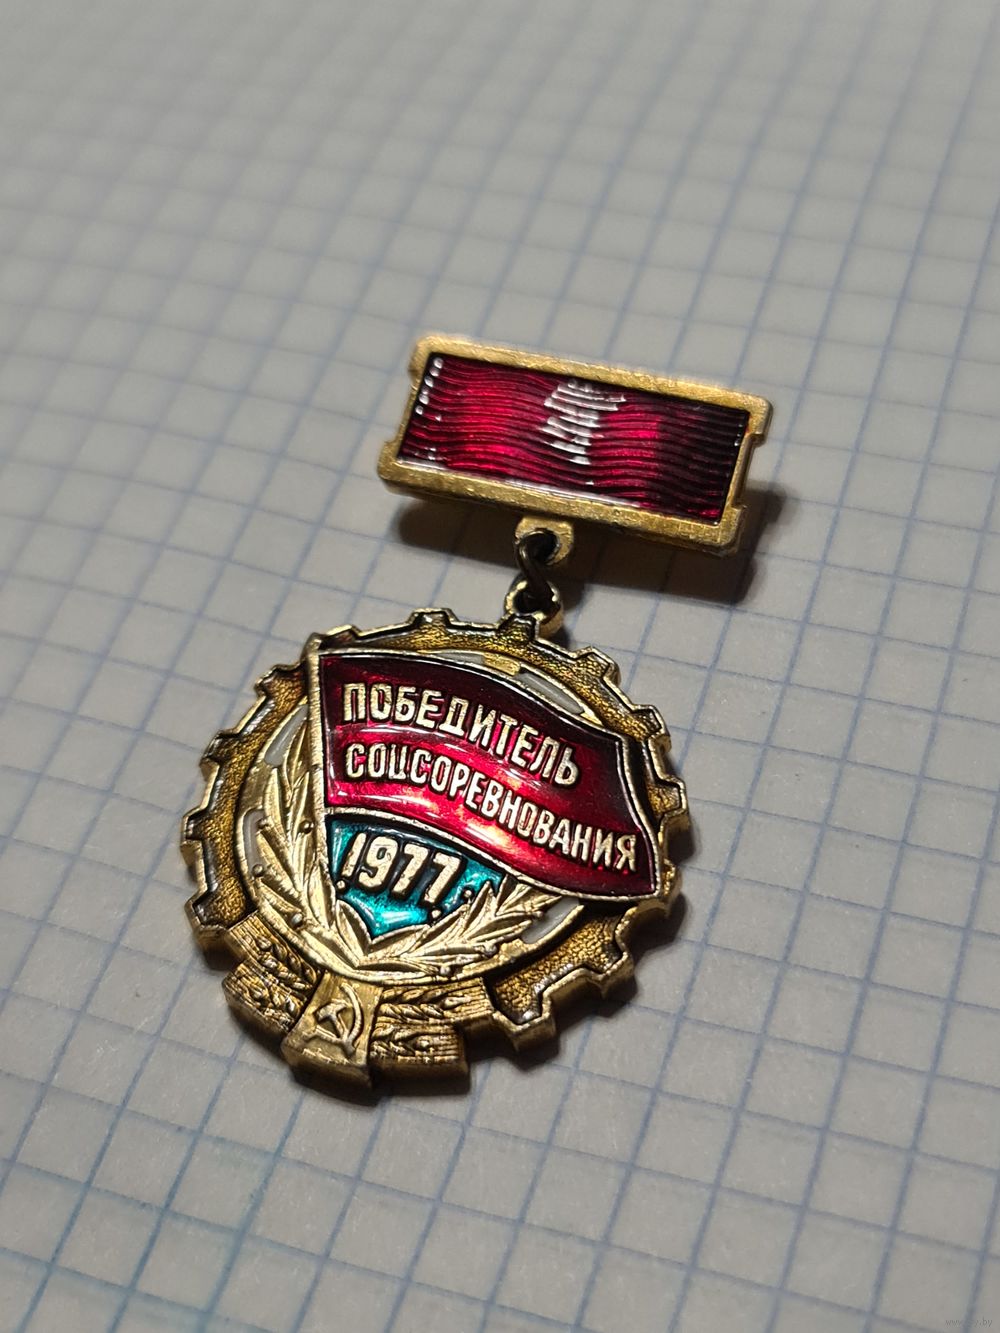 ПОБЕДИТЕЛЬ
СОЦСОРЕВНОВАНИЯ
1977